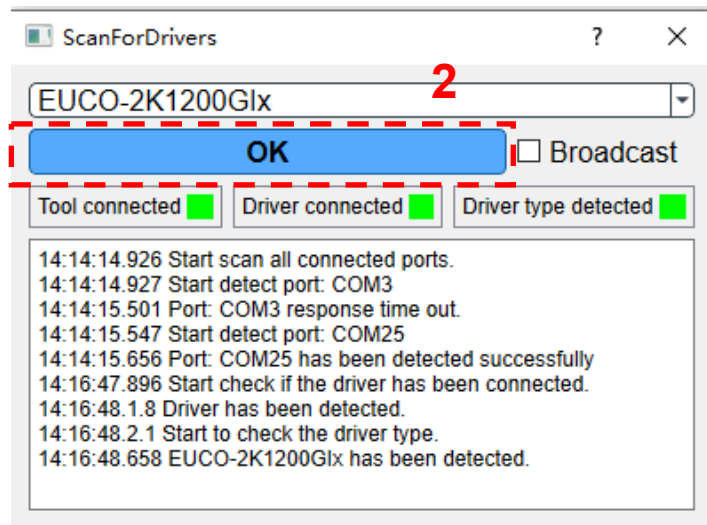 ScanForDrivers ?
2
EUCO-2K1200GIx
OK Broadcast
Tool connected Driver connected Driver type detected
14:14:14.926 Start scan all connected ports.
14:14:14.927 Start detect port: COM3
14:14:15.501 Port: COM3 response time out.
14:14:15.547 Start detect port: COM25
14:14:15.656 Port: COM25 has been detected successfully
14:16:47.896 Start check if the driver has been connected.
14:16:48.1.8 Driver has been detected.
14:16:48.2.1 Start to check the driver type.
14:16:48.658 EUCO-2K1200GIx has been detected.